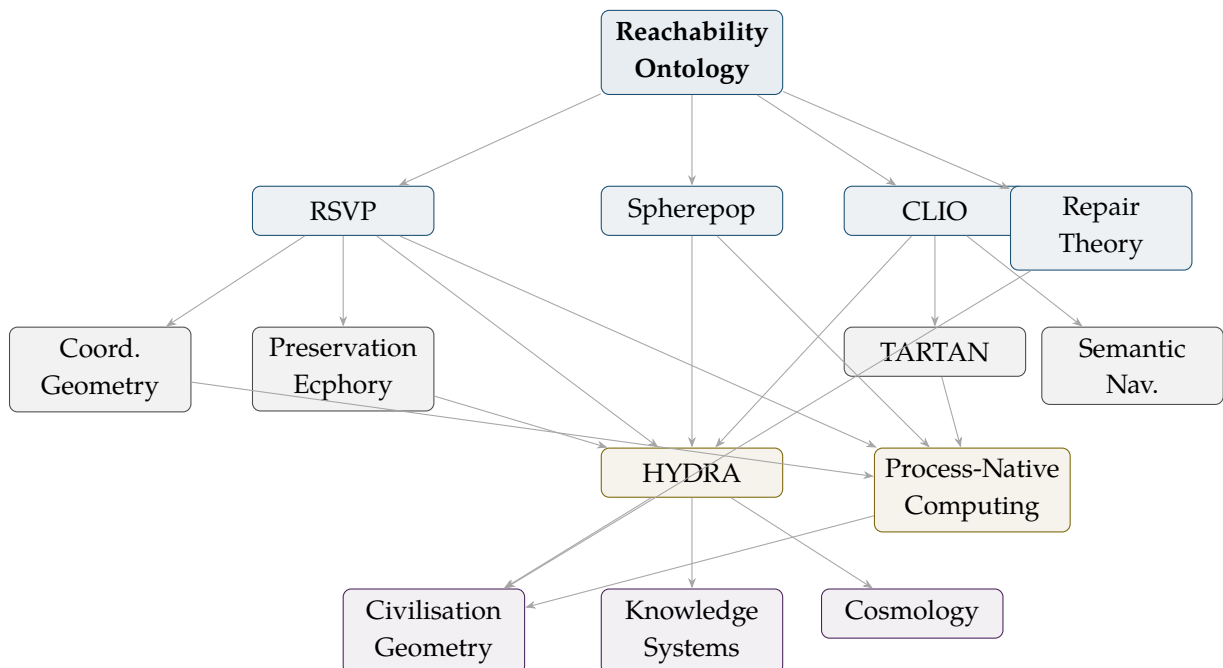 Reachability
Ontology
RSVP
Spherepop
CLIO
Repair
Theory
Coord.
Geometry
Preservation
Ecphory
TARTAN
Semantic
Nav.
HYDRA
Process-Native
Computing
Civilisation
Geometry
Knowledge
Systems
Cosmology